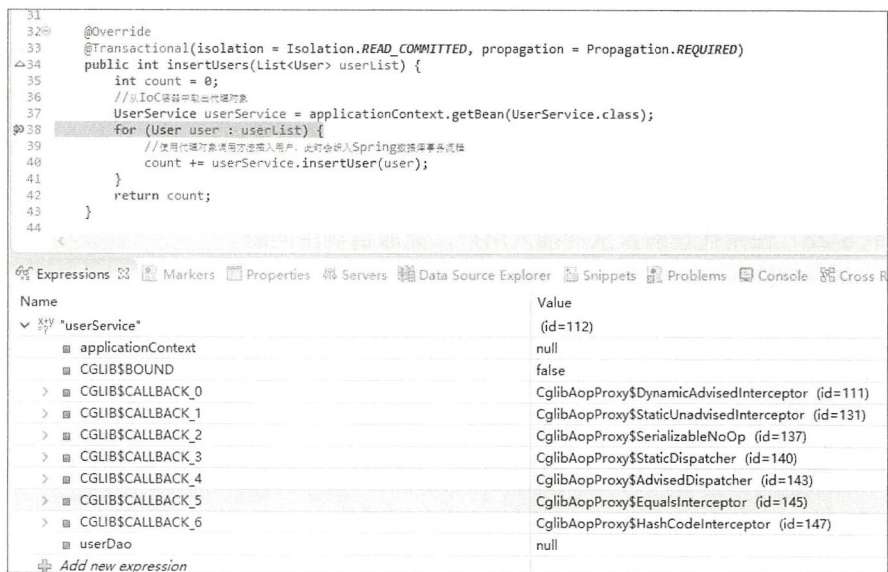 31
32 @Override
33 @Transactional(isolation = Isolation.READ_COMMITTED, propagation = Propagation.REQUIRED)
34 public int insertUsers(List<User> userList) {
35 int count = 0;
36 //从IoC容器中取出代理对象
37 UserService userService = applicationContext.getBean(UserService.class);
38 for (User user : userList) {
39 //使用代理对象调用方法插入用户，此时会织入Spring数据库事务流程
40 count += userService.insertUser(user);
41 }
42 return count;
43 }
44
Expressions Markers Properties Servers Data Source Explorer Snippets Problems Console Cross R
Name Value
"userService" (id=112)
applicationContext null
CGLIB$BOUND false
CGLIB$CALLBACK_0 CglibAopProxy$DynamicAdvisedInterceptor (id=111)
CGLIB$CALLBACK_1 CglibAopProxy$StaticUnadvisedInterceptor (id=131)
CGLIB$CALLBACK_2 CglibAopProxy$SerializableNoOp (id=137)
CGLIB$CALLBACK_3 CglibAopProxy$StaticDispatcher (id=140)
CGLIB$CALLBACK_4 CglibAopProxy$AdvisedDispatcher (id=143)
CGLIB$CALLBACK_5 CglibAopProxy$EqualsInterceptor (id=145)
CGLIB$CALLBACK_6 CglibAopProxy$HashCodeInterceptor (id=147)
userDao null
Add new expression